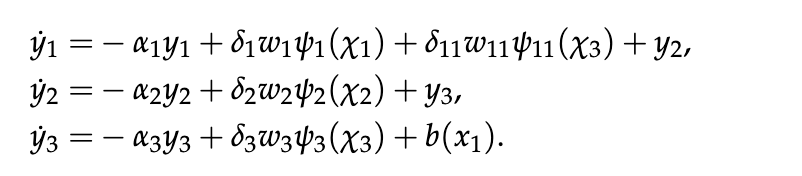 ẏ₁ = − α₁y₁ + δ₁w₁ψ₁(χ₁) + δ₁₁w₁₁ψ₁₁(χ₃) + y₂,
ẏ₂ = − α₂y₂ + δ₂w₂ψ₂(χ₂) + y₃,
ẏ₃ = − α₃y₃ + δ₃w₃ψ₃(χ₃) + b(x₁).